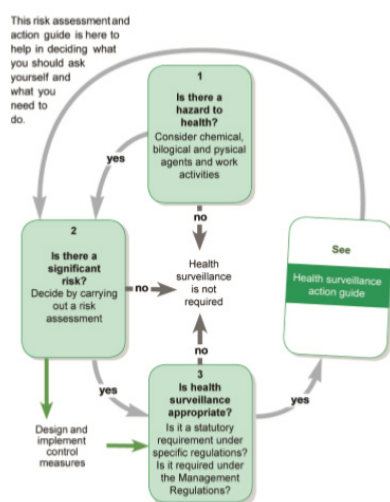 This risk assessment and
action guide is here to
help in deciding what
you should ask
yourself and
what you
need to
do.
1
Is there a
hazard to
health?
Consider chemical,
bilogical and pysical
agents and work
activities
yes
no
2
Is there a
significant
risk?
Decide by carrying
out a risk
assessment
no
Health
surveillance
is not
required
See
Health surveillance
action guide
no
yes
3
Is health
surveillance
appropriate?
Is it a statutory
requirement under
specific regulations?
Is it required under
the Management
Regulations?
yes
Design and
implement
control
measures